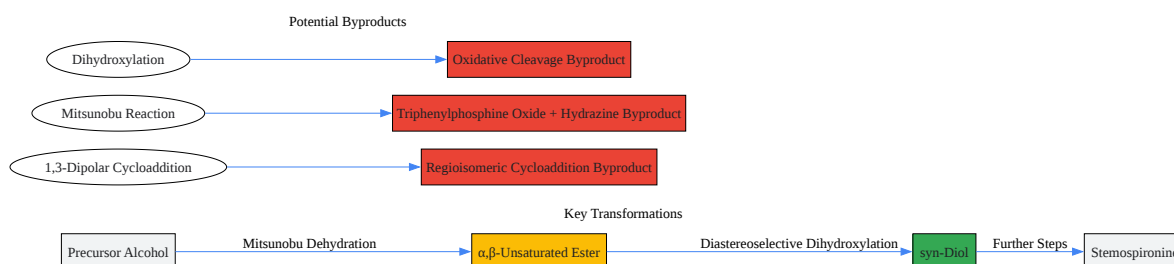 Potential Byproducts
Dihydroxylation
Oxidative Cleavage Byproduct
Mitsunobu Reaction
Triphenylphosphine Oxide + Hydrazine Byproduct
1,3-Dipolar Cycloaddition
Regioisomeric Cycloaddition Byproduct
Key Transformations
Precursor Alcohol
Mitsunobu Dehydration
α,β-Unsaturated Ester
Diastereoselective Dihydroxylation
syn-Diol
Further Steps
Stemospironine